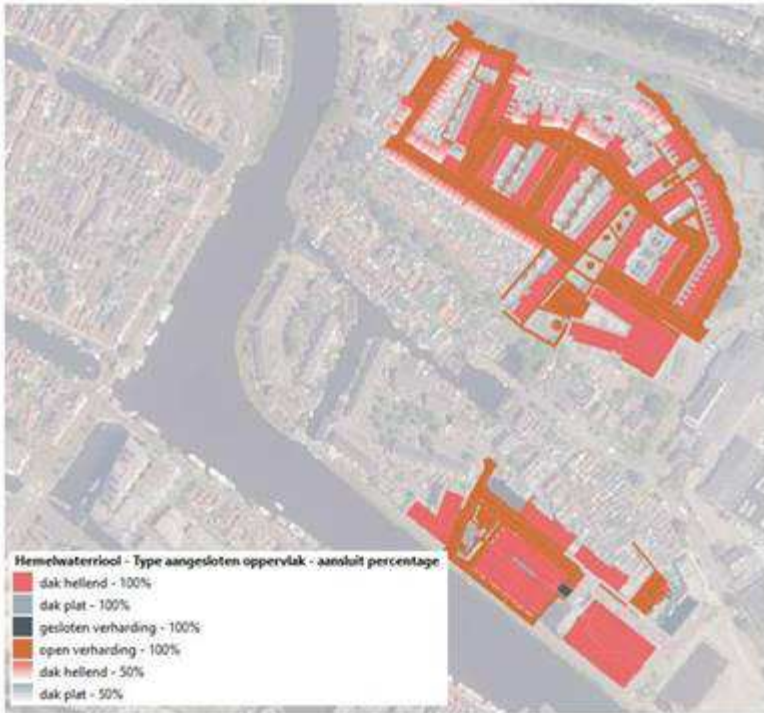 Hemelwaterriool - Type aangesloten oppervlak - aansluit percentage
dak hellend - 100%
dak plat - 100%
gesloten verharding - 100%
open verharding - 100%
dak hellend - 50%
dak plat - 50%